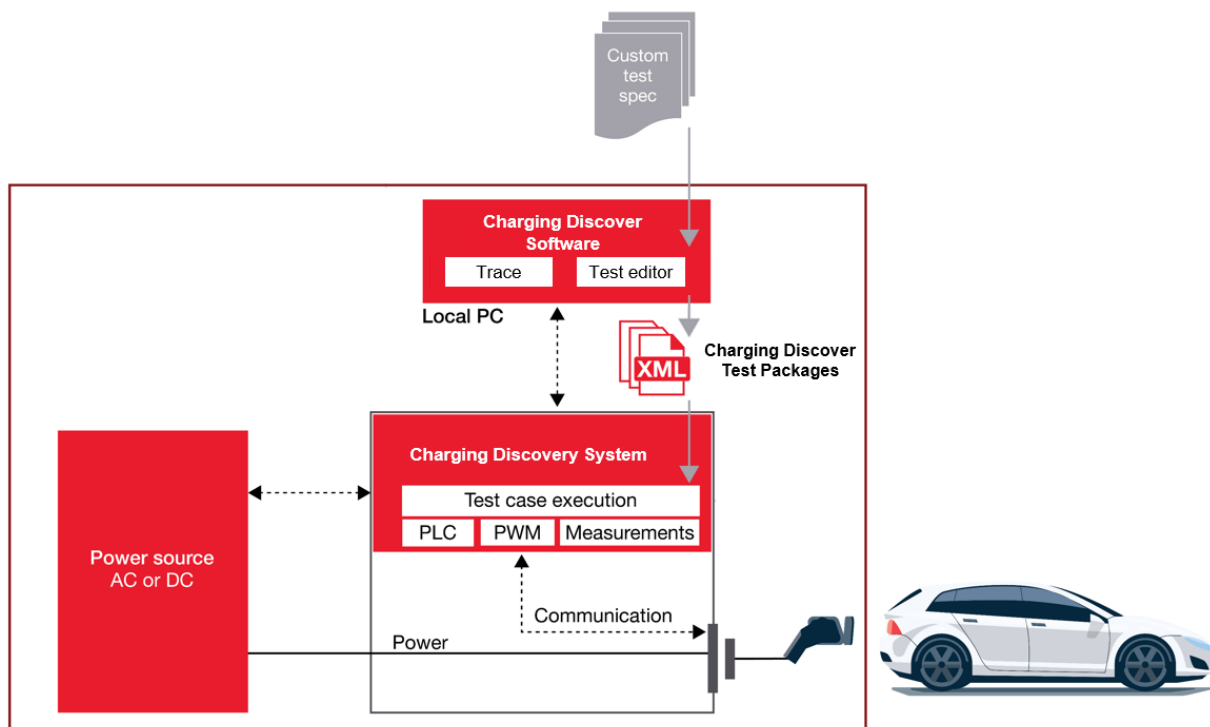 Custom
test
spec
Charging Discover
Software
Trace
Test editor
Local PC
XML
Charging Discover
Test Packages
Charging Discovery System
Test case execution
PLC
PWM
Measurements
Power source
AC or DC
Communication
Power